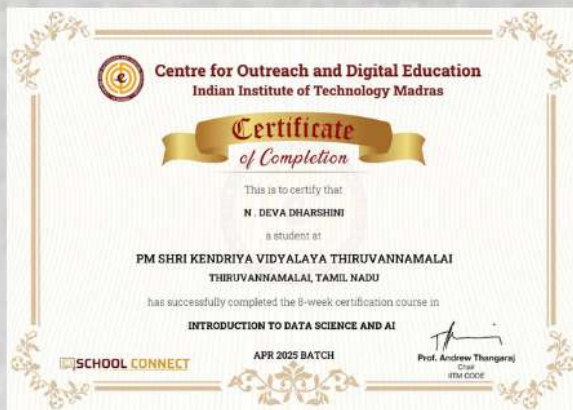 Centre for Outreach and Digital Education
Indian Institute of Technology Madras
Certificate
of Completion
This is to certify that
N . DEVA DHARSHINI
a student at
PM SHRI KENDRIYA VIDYALAYA THIRUVANNAMALAI
THIRUVANNAMALAI, TAMIL NADU
has successfully completed the 8-week certification course in
INTRODUCTION TO DATA SCIENCE AND AI
APR 2025 BATCH
SCHOOL CONNECT
Prof. Andrew Thangaraj
Chair
IITM CODE